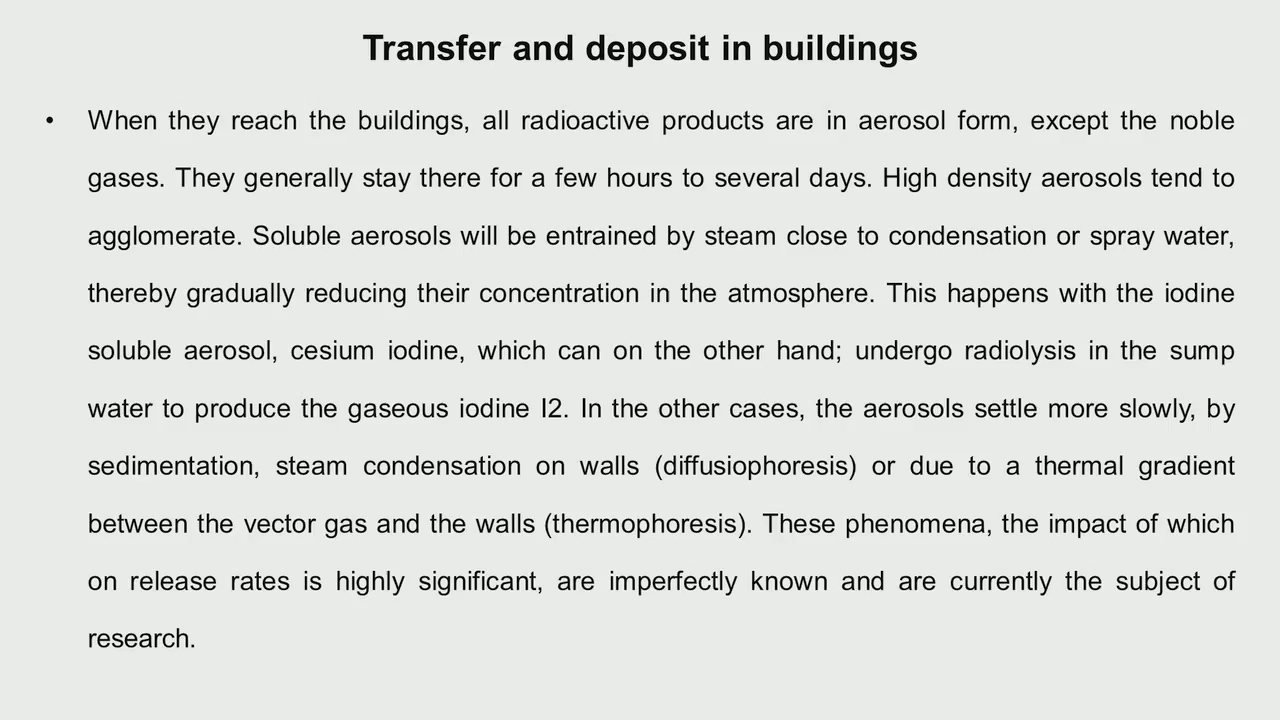 Transfer and deposit in buildings
• When they reach the buildings, all radioactive products are in aerosol form, except the noble
gases. They generally stay there for a few hours to several days. High density aerosols tend to
agglomerate. Soluble aerosols will be entrained by steam close to condensation or spray water,
thereby gradually reducing their concentration in the atmosphere. This happens with the iodine
soluble aerosol, cesium iodine, which can on the other hand; undergo radiolysis in the sump
water to produce the gaseous iodine I2. In the other cases, the aerosols settle more slowly, by
sedimentation, steam condensation on walls (diffusiophoresis) or due to a thermal gradient
between the vector gas and the walls (thermophoresis). These phenomena, the impact of which
on release rates is highly significant, are imperfectly known and are currently the subject of
research.